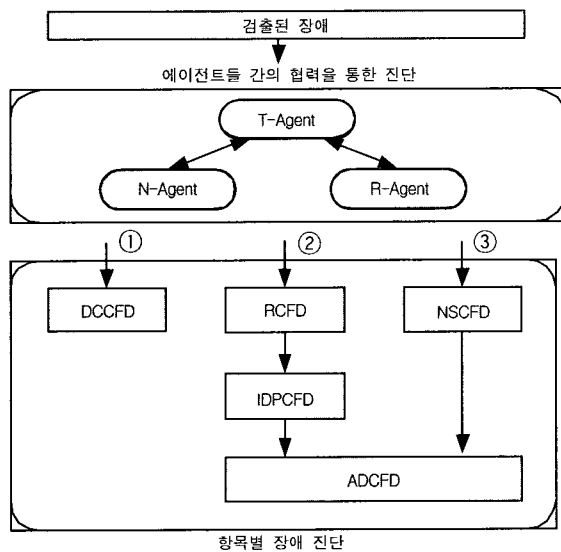 검출된 장애
에이전트들 간의 협력을 통한 진단
T-Agent
N-Agent
R-Agent
①
②
③
DCCFD
RCFD
NSCFD
IDPCFD
ADCFD
항목별 장애 진단